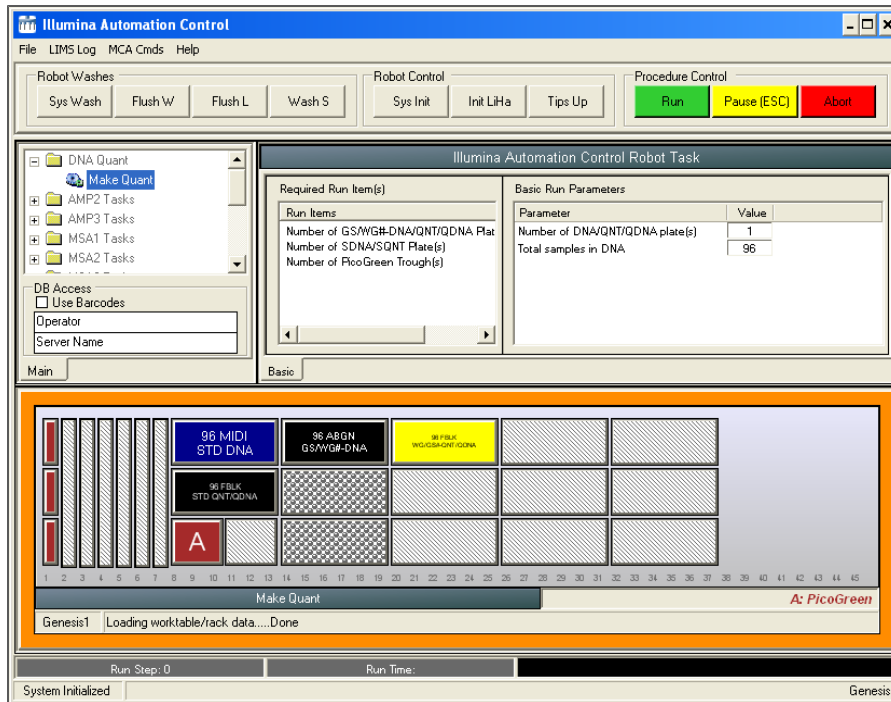 Illumina Automation Control
File LIMS Log MCA Cmds Help
Robot Washes
Sys Wash Flush W Flush L Wash S
Robot Control
Sys Init Init LiHa Tips Up
Procedure Control
Run Pause (ESC) Abort
DNA Quant
Make Quant
AMP2 Tasks
AMP3 Tasks
MSA1 Tasks
MSA2 Tasks
DB Access
Use Barcodes
Operator
Server Name
Main
Illumina Automation Control Robot Task
Required Run Item(s)
Run Items
Number of GS/WG#-DNA/QNT/QDNA Plat
Number of SDNA/SQNT Plate(s)
Number of PicoGreen Trough(s)
Basic Run Parameters
Parameter Value
Number of DNA/QNT/QDNA plate(s) 1
Total samples in DNA 96
Basic
96 MIDI
STD DNA
96 ABGN
GS/WG#-DNA
96 FBLK
WG/GS#-QNT/QDNA
96 FBLK
STD QNT/QDNA
A
1 2 3 4 5 6 7 8 9 10 11 12 13 14 15 16 17 18 19 20 21 22 23 24 25 26 27 28 29 30 31 32 33 34 35 36 37 38 39 40 41 42 43 44 45
Make Quant
A: PicoGreen
Genesis1 Loading worktable/rack data.....Done
Run Step: 0 Run Time:
System Initialized Genesis